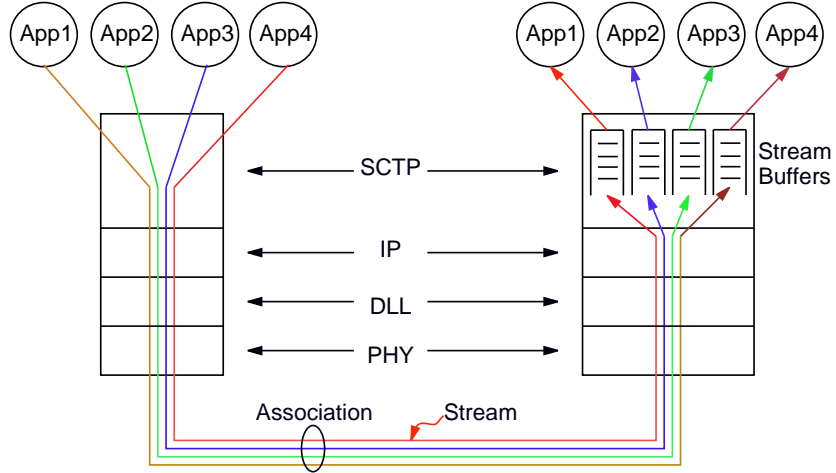 App1 App2 App3 App4
App1 App2 App3 App4
SCTP
Stream
Buffers
IP
DLL
PHY
Association
Stream